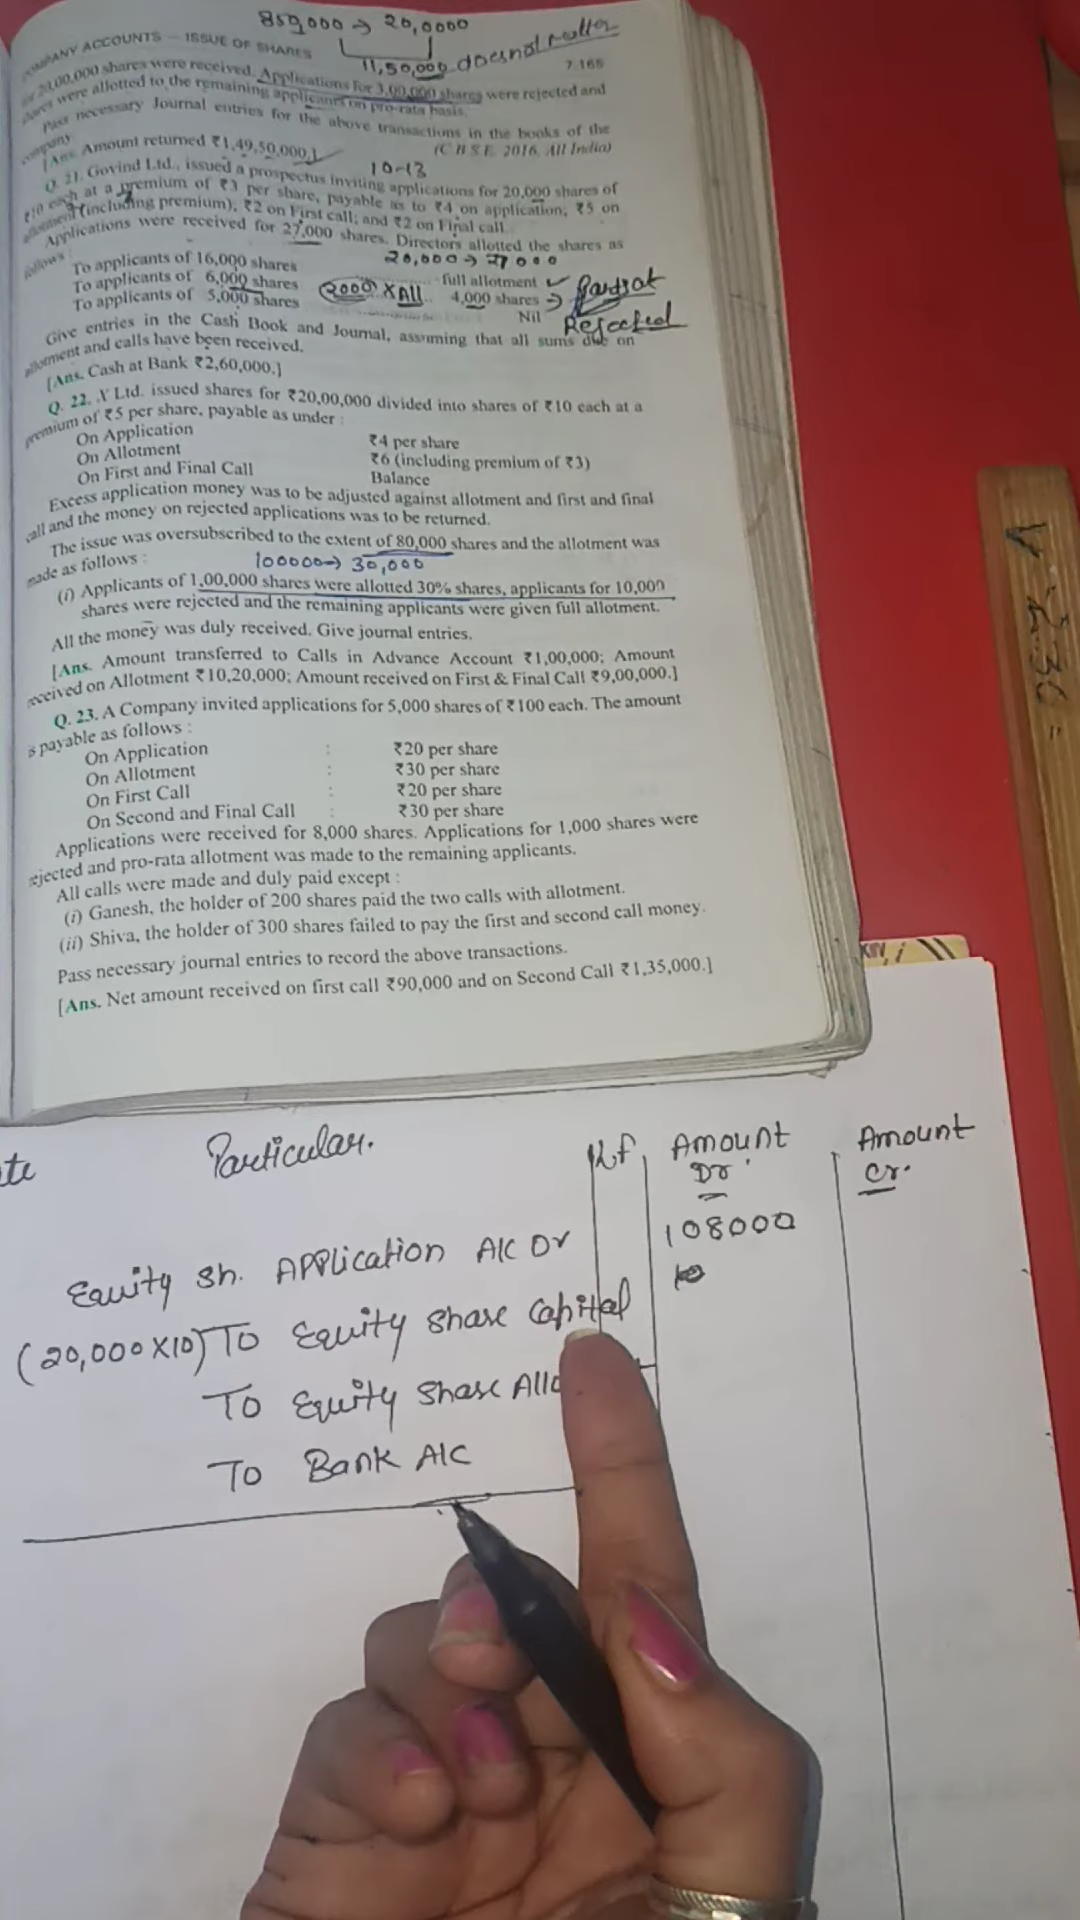 850,000 → 20,0000
11,50,000 does not matter
COMPANY ACCOUNTS — ISSUE OF SHARES
7.165
for 20,00,000 shares were received. Applications for 3,00,000 shares were rejected and
shares were allotted to the remaining applicants on pro-rata basis.
Pass necessary Journal entries for the above transactions in the books of the
company.
(C.B.S.E. 2016, All India)
[Ans. Amount returned ₹1,49,50,000.]
10-13
Q. 21. Govind Ltd., issued a prospectus inviting applications for 20,000 shares of
₹10 each at a premium of ₹3 per share, payable as to ₹4 on application, ₹5 on
allotment (including premium), ₹2 on First call; and ₹2 on Final call.
Applications were received for 27,000 shares. Directors allotted the shares as
follows :
20,000 → 27000
To applicants of 16,000 shares full allotment
To applicants of 6,000 shares 4,000 shares →
To applicants of 5,000 shares Nil
2000 X All
Rejected
Give entries in the Cash Book and Journal, assuming that all sums due on
allotment and calls have been received.
[Ans. Cash at Bank ₹2,60,000.]
Q. 22. X Ltd. issued shares for ₹20,00,000 divided into shares of ₹10 each at a
premium of ₹5 per share, payable as under :
On Application ₹4 per share
On Allotment ₹6 (including premium of ₹3)
On First and Final Call Balance
Excess application money was to be adjusted against allotment and first and final
call and the money on rejected applications was to be returned.
The issue was oversubscribed to the extent of 80,000 shares and the allotment was
made as follows :
100000→ 30,000
(i) Applicants of 1,00,000 shares were allotted 30% shares, applicants for 10,000
shares were rejected and the remaining applicants were given full allotment.
All the money was duly received. Give journal entries.
[Ans. Amount transferred to Calls in Advance Account ₹1,00,000; Amount
received on Allotment ₹10,20,000; Amount received on First & Final Call ₹9,00,000.]
Q. 23. A Company invited applications for 5,000 shares of ₹100 each. The amount
is payable as follows :
On Application : ₹20 per share
On Allotment : ₹30 per share
On First Call : ₹20 per share
On Second and Final Call : ₹30 per share
Applications were received for 8,000 shares. Applications for 1,000 shares were
rejected and pro-rata allotment was made to the remaining applicants.
All calls were made and duly paid except :
(i) Ganesh, the holder of 200 shares paid the two calls with allotment.
(ii) Shiva, the holder of 300 shares failed to pay the first and second call money.
Pass necessary journal entries to record the above transactions.
[Ans. Net amount received on first call ₹90,000 and on Second Call ₹1,35,000.]
Particular. Amount Dr. Amount Cr.
Equity Sh. Application A/C Dr 108000
(20,000 X10) To Equity Share Capital
To Equity Share Allo
To Bank A/C